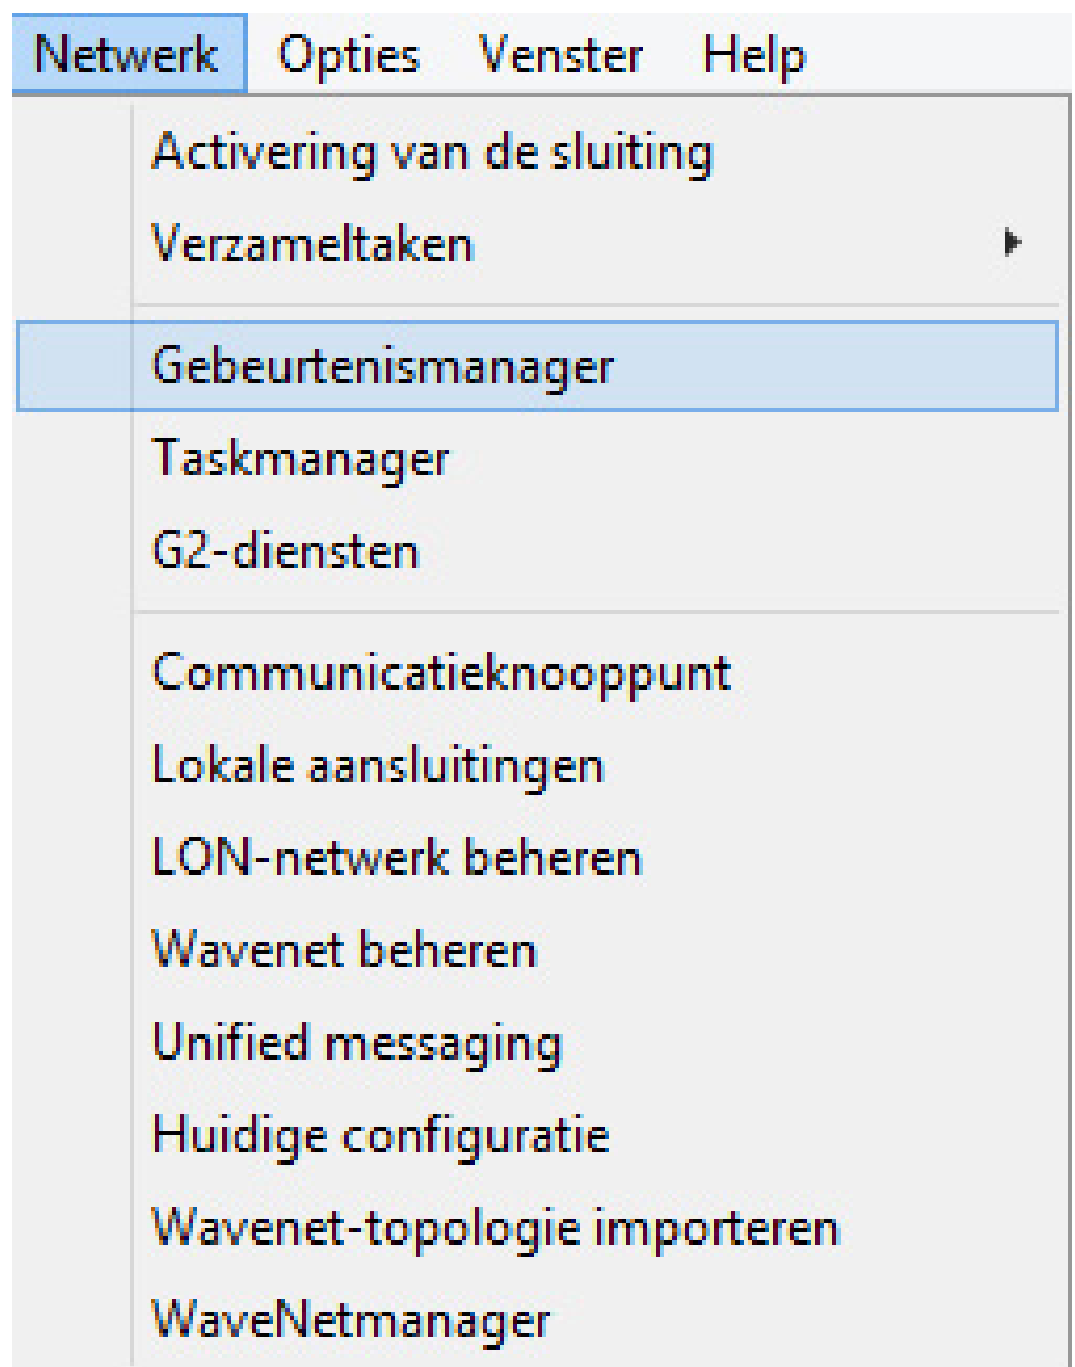 Netwerk Opties Venster Help
Activering van de sluiting
Verzameltaken
Gebeurtenismanager
Taskmanager
G2-diensten
Communicatieknooppunt
Lokale aansluitingen
LON-netwerk beheren
Wavenet beheren
Unified messaging
Huidige configuratie
Wavenet-topologie importeren
WaveNetmanager